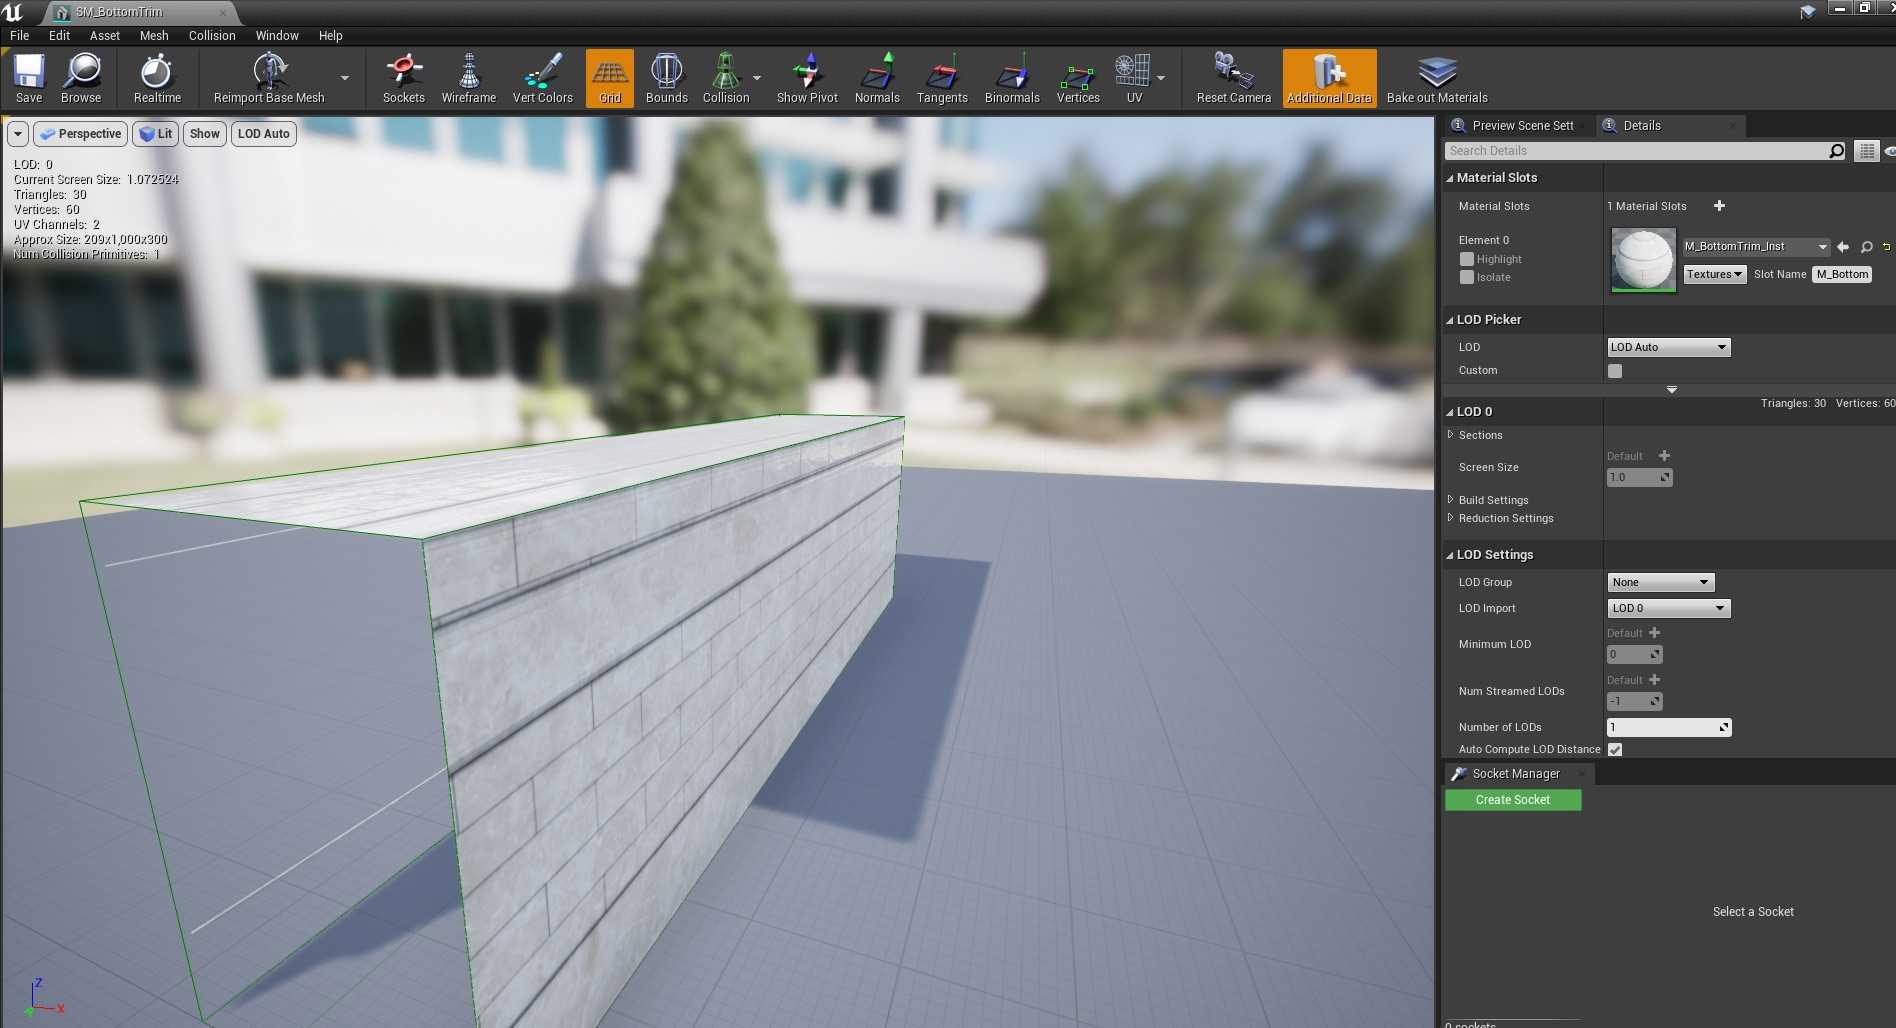 SM_BottomTrim
File Edit Asset Mesh Collision Window Help
Save Browse Realtime Reimport Base Mesh Sockets Wireframe Vert Colors Grid Bounds Collision Show Pivot Normals Tangents Binormals Vertices UV Reset Camera Additional Data Bake out Materials
Perspective Lit Show LOD Auto
LOD: 0
Current Screen Size: 1.072524
Triangles: 30
Vertices: 60
UV Channels: 2
Approx Size: 209x1,000x300
Num Collision Primitives: 1
Preview Scene Sett Details
Search Details
Material Slots
Material Slots 1 Material Slots
Element 0
Highlight
Isolate
M_BottomTrim_Inst
Textures Slot Name M_Bottom
LOD Picker
LOD LOD Auto
Custom
LOD 0 Triangles: 30 Vertices: 60
Sections
Screen Size Default
1.0
Build Settings
Reduction Settings
LOD Settings
LOD Group None
LOD Import LOD 0
Minimum LOD Default
0
Num Streamed LODs Default
-1
Number of LODs 1
Auto Compute LOD Distance
Socket Manager
Create Socket
Select a Socket
0 sockets
Z
X